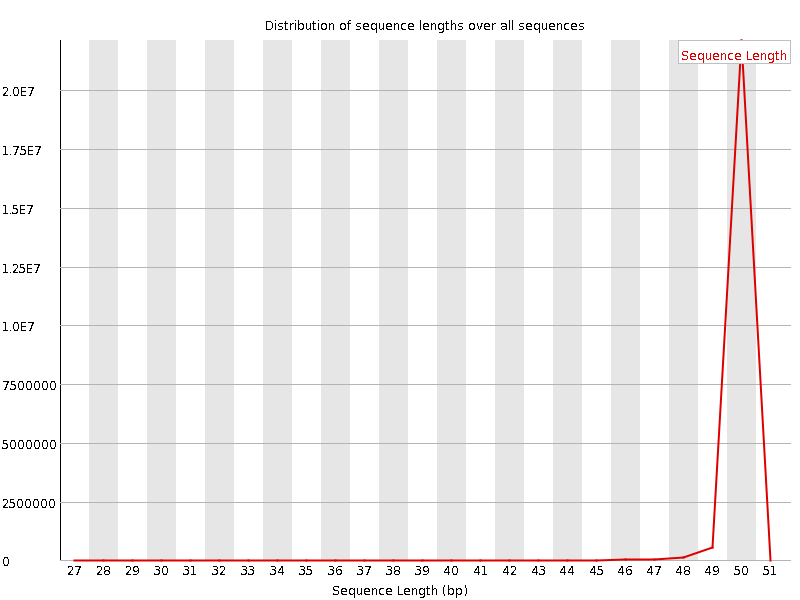 Distribution of sequence lengths over all sequences
Sequence Length
2.0E7
1.75E7
1.5E7
1.25E7
1.0E7
7500000
5000000
2500000
0
27 28 29 30 31 32 33 34 35 36 37 38 39 40 41 42 43 44 45 46 47 48 49 50 51
Sequence Length (bp)